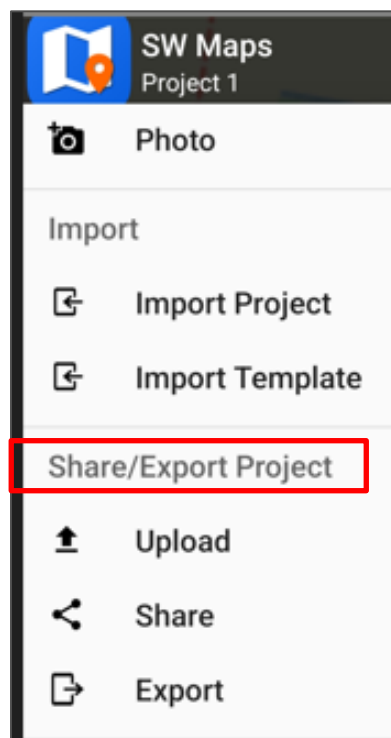 SW Maps
Project 1
Photo
Import
Import Project
Import Template
Share/Export Project
Upload
Share
Export